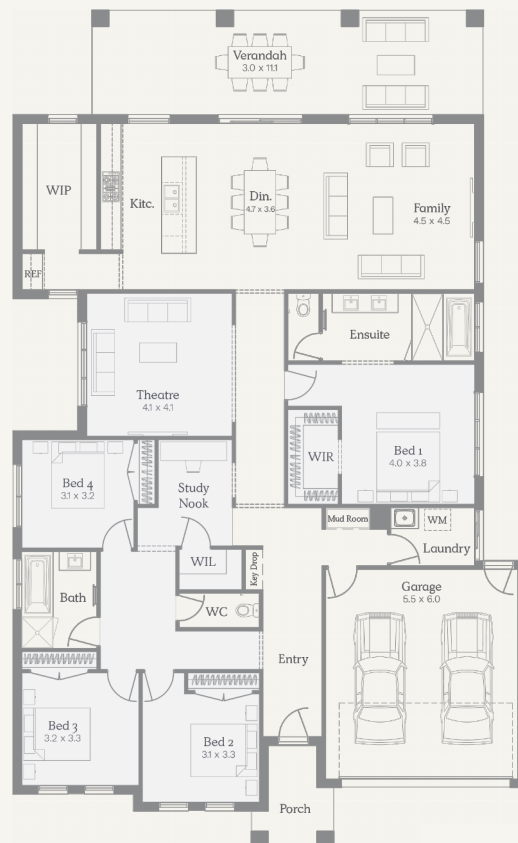 Verandah
3.0 x 11.1
WIP
Kitc.
Din.
4.7 x 3.6
Family
4.5 x 4.5
REF
Ensuite
Theatre
4.1 x 4.1
WIR
Bed 1
4.0 x 3.8
Bed 4
3.1 x 3.2
Study
Nook
Mud Room
WM
Laundry
WIL
Key Drop
Bath
WC
Garage
5.5 x 6.0
Entry
Bed 3
3.2 x 3.3
Bed 2
3.1 x 3.3
Porch